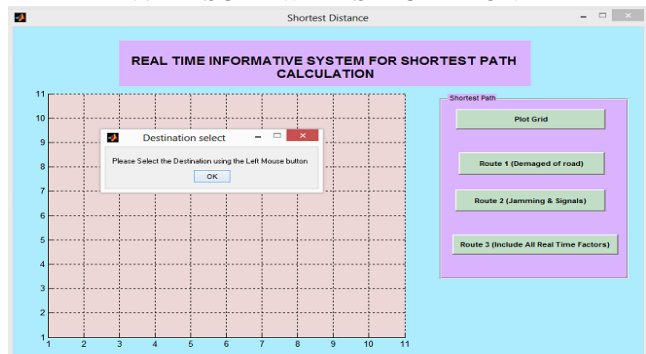 Shortest Distance
REAL TIME INFORMATIVE SYSTEM FOR SHORTEST PATH
CALCULATION
11
10
9
8
7
6
5
4
3
2
1
1 2 3 4 5 6 7 8 9 10 11
Destination select
Please Select the Destination using the Left Mouse button
OK
Shortest Path
Plot Grid
Route 1 (Demaged of road)
Route 2 (Jamming & Signals)
Route 3 (Include All Real Time Factors)